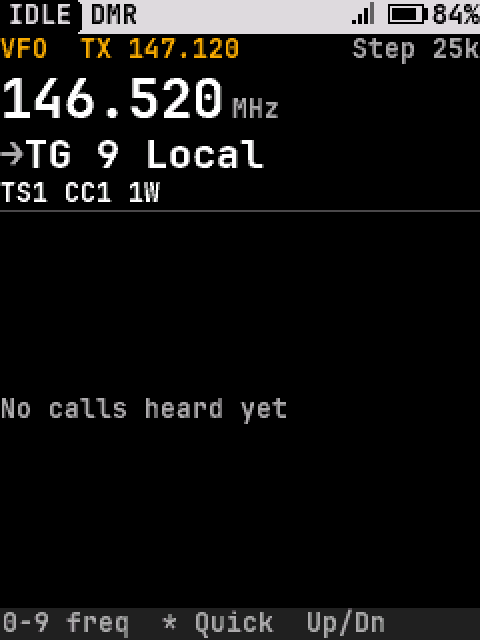 IDLE DMR 84%
VFO TX 147.120 Step 25k
146.520 MHz
→TG 9 Local
TS1 CC1 1W
No calls heard yet
0-9 freq * Quick Up/Dn